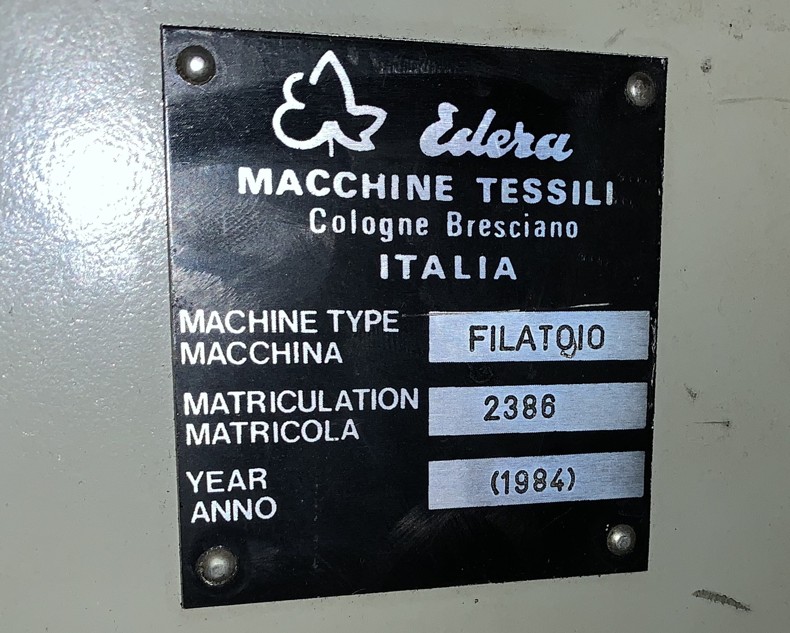 Edera
MACCHINE TESSILI
Cologne Bresciano
ITALIA
MACHINE TYPE
MACCHINA
FILATOIO
MATRICULATION
MATRICOLA
2386
YEAR
ANNO
(1984)